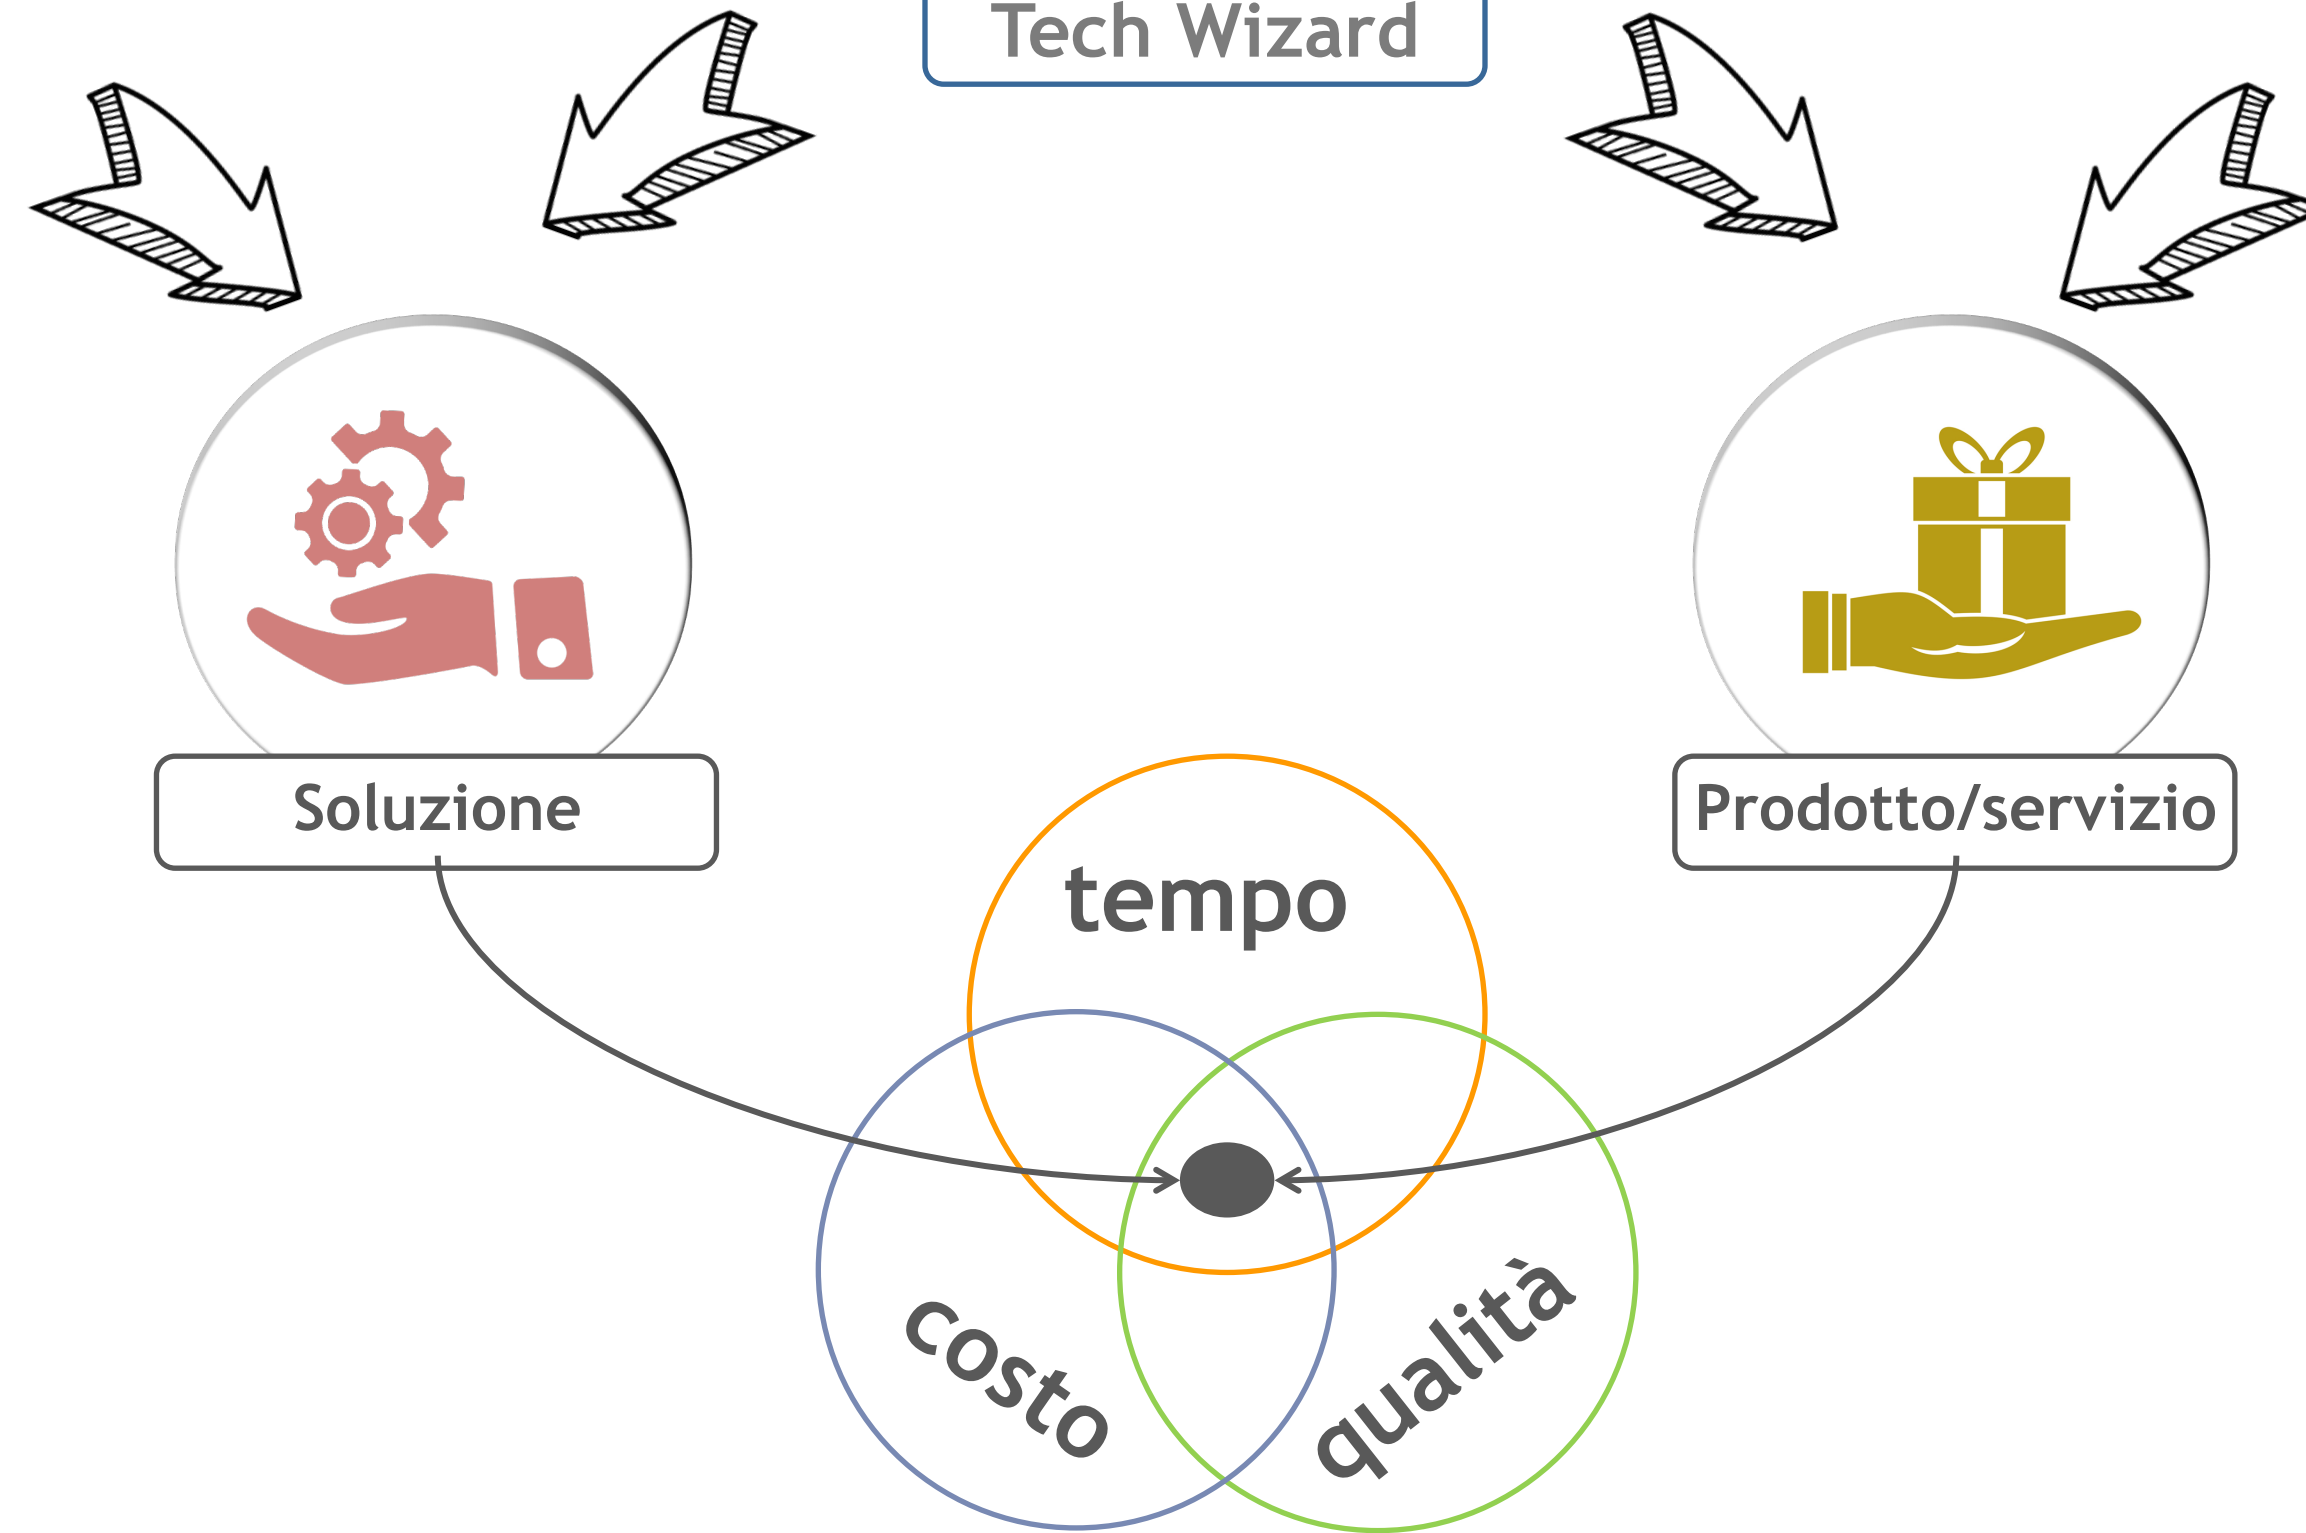 Tech Wizard
Soluzione
Prodotto/servizio
tempo
costo
qualità